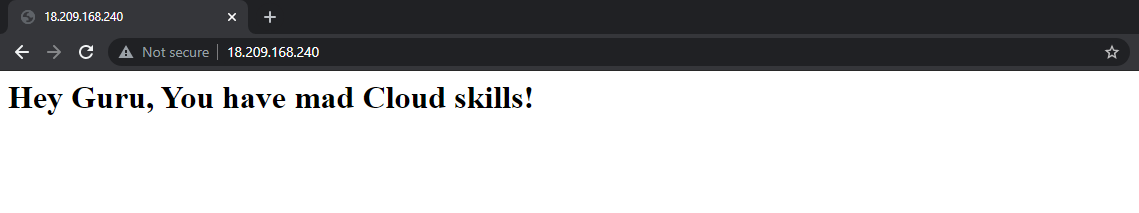 18.209.168.240
Not secure 18.209.168.240
Hey Guru, You have mad Cloud skills!